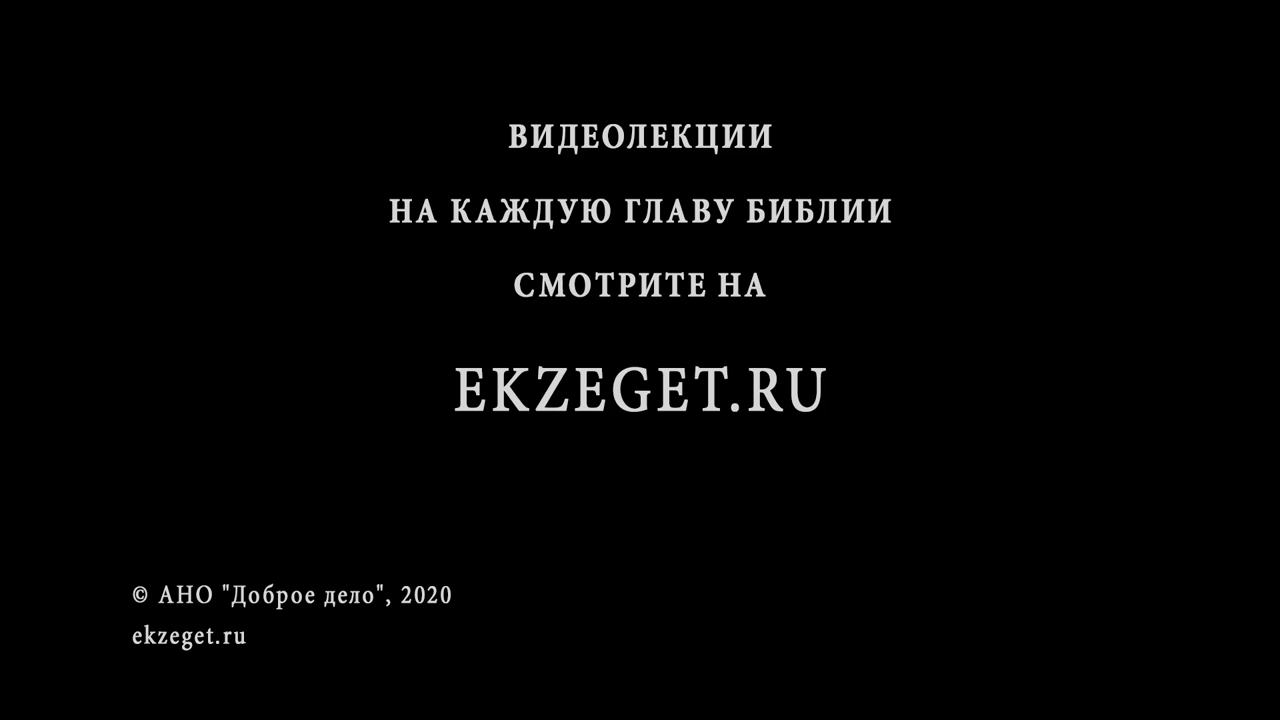 ВИДЕОЛЕКЦИИ
НА КАЖДУЮ ГЛАВУ БИБЛИИ
СМОТРИТЕ НА
EKZEGET.RU
© АНО "Доброе дело", 2020
ekzeget.ru